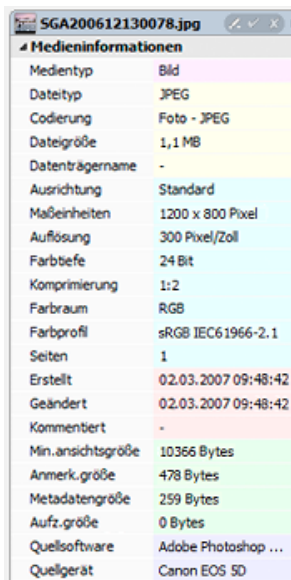 SGA200612130078.jpg
Medieninformationen
Medientyp Bild
Dateityp JPEG
Codierung Foto - JPEG
Dateigröße 1,1 MB
Datenträgername -
Ausrichtung Standard
Maßeinheiten 1200 x 800 Pixel
Auflösung 300 Pixel/Zoll
Farbtiefe 24 Bit
Komprimierung 1:2
Farbraum RGB
Farbprofil sRGB IEC61966-2.1
Seiten 1
Erstellt 02.03.2007 09:48:42
Geändert 02.03.2007 09:48:42
Kommentiert -
Min.ansichtsgröße 10366 Bytes
Anmerk.größe 478 Bytes
Metadatengröße 259 Bytes
Aufz.größe 0 Bytes
Quellsoftware Adobe Photoshop ...
Quellgerät Canon EOS 5D